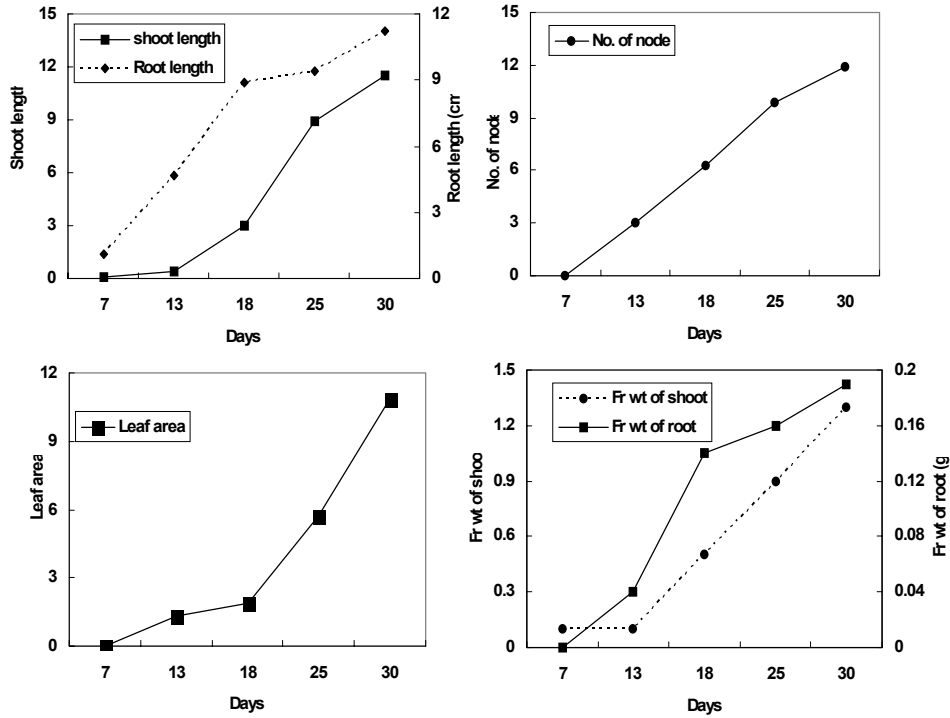 15
12
9
6
3
0
Shoot length
shoot length
Root length
12
9
6
3
0
Root length (cm
7 13 18 25 30
Days
15
12
9
6
3
0
No. of node
No. of node
7 13 18 25 30
Days
12
9
6
3
0
Leaf area
Leaf area
7 13 18 25 30
Days
1.5
1.2
0.9
0.6
0.3
0
Fr wt of shoo
Fr wt of shoot
Fr wt of root
0.2
0.16
0.12
0.08
0.04
0
Fr wt of root (g
7 13 18 25 30
Days